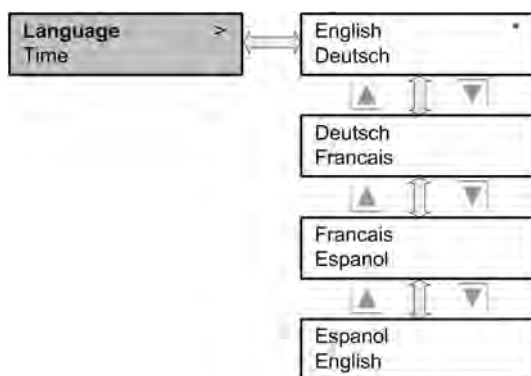 Language >
Time
English *
Deutsch
Deutsch
Francais
Francais
Espanol
Espanol
English